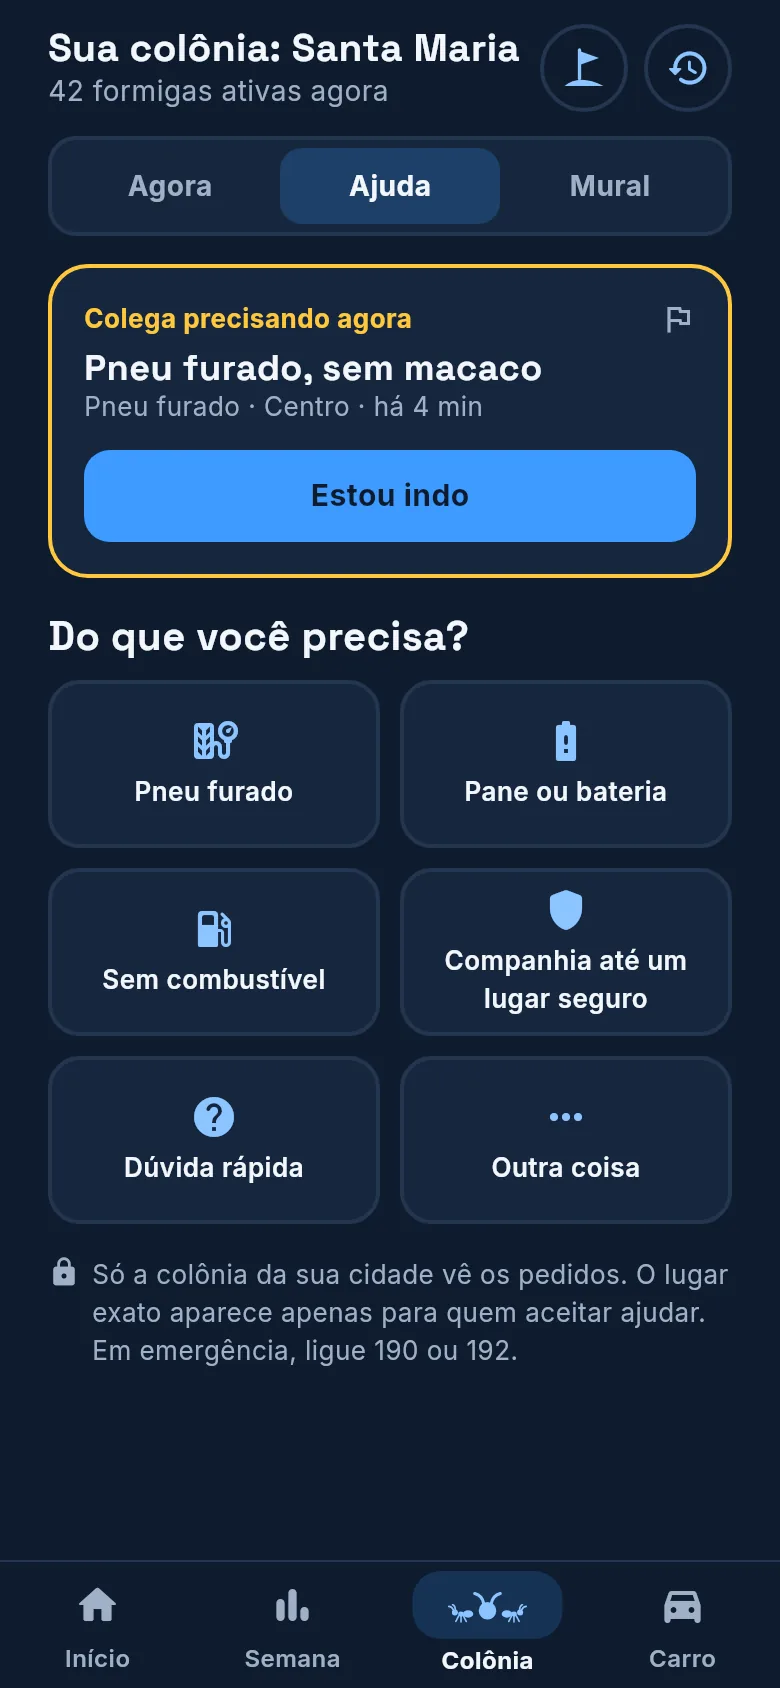 Sua colônia: Santa Maria
42 formigas ativas agora
Agora
Ajuda
Mural
Colega precisando agora
Pneu furado, sem macaco
Pneu furado · Centro · há 4 min
Estou indo
Do que você precisa?
Pneu furado
Pane ou bateria
Sem combustível
Companhia até um
lugar seguro
Dúvida rápida
Outra coisa
Só a colônia da sua cidade vê os pedidos. O lugar
exato aparece apenas para quem aceitar ajudar.
Em emergência, ligue 190 ou 192.
Início
Semana
Colônia
Carro